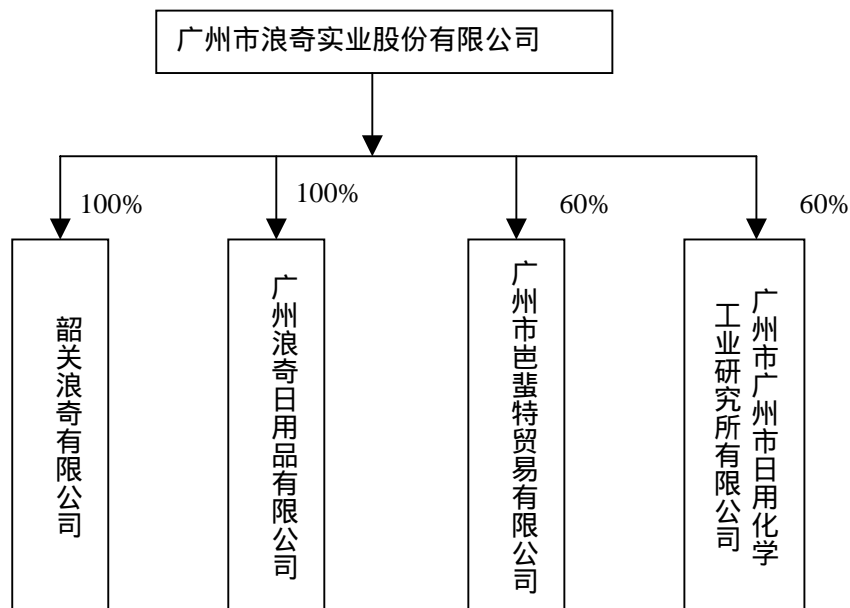 广州市浪奇实业股份有限公司
100%
100%
60%
60%
韶关浪奇有限公司
广州浪奇日用品有限公司
广州市岜蜚特贸易有限公司
广州市广州市日用化学
工业研究所有限公司